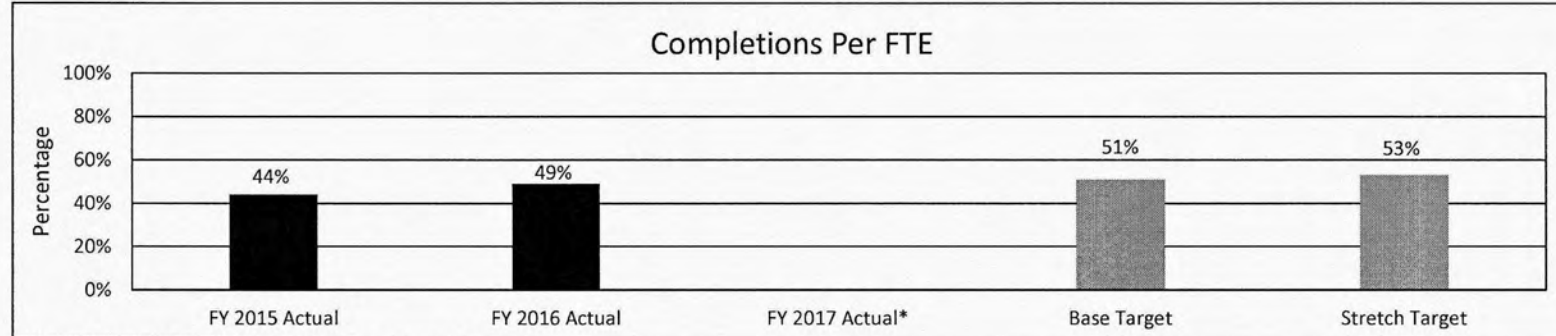 Completions Per FTE
Percentage
100%
80%
60%
40%
20%
0%
44%
49%
51%
53%
FY 2015 Actual
FY 2016 Actual
FY 2017 Actual*
Base Target
Stretch Target